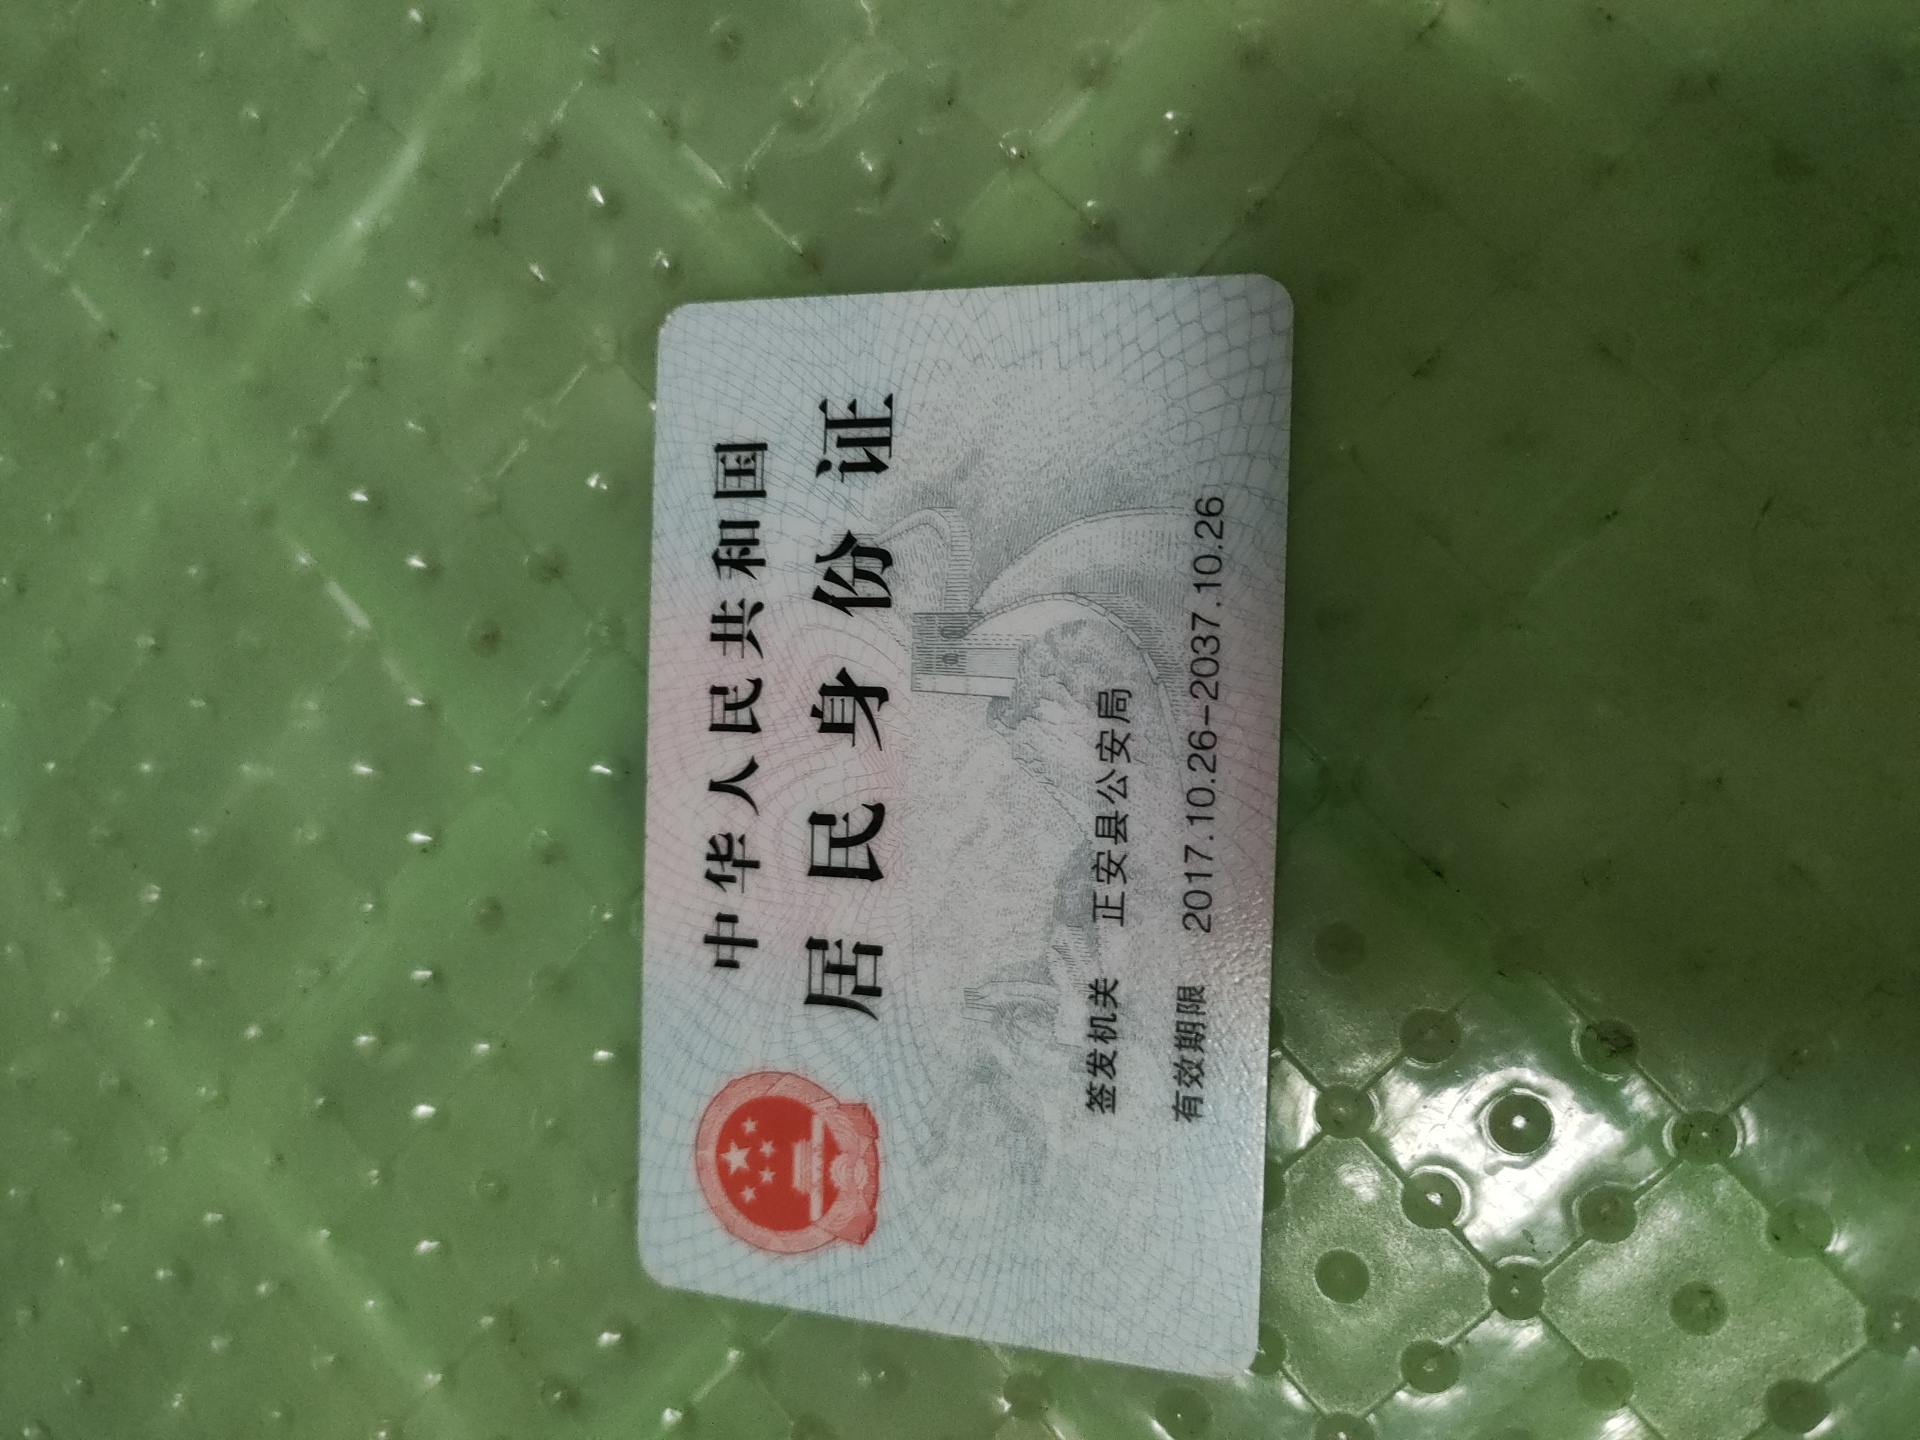 中华人民共和国
居民身份证
签发机关 正安县公安局
有效期限 2017.10.26-2037.10.26